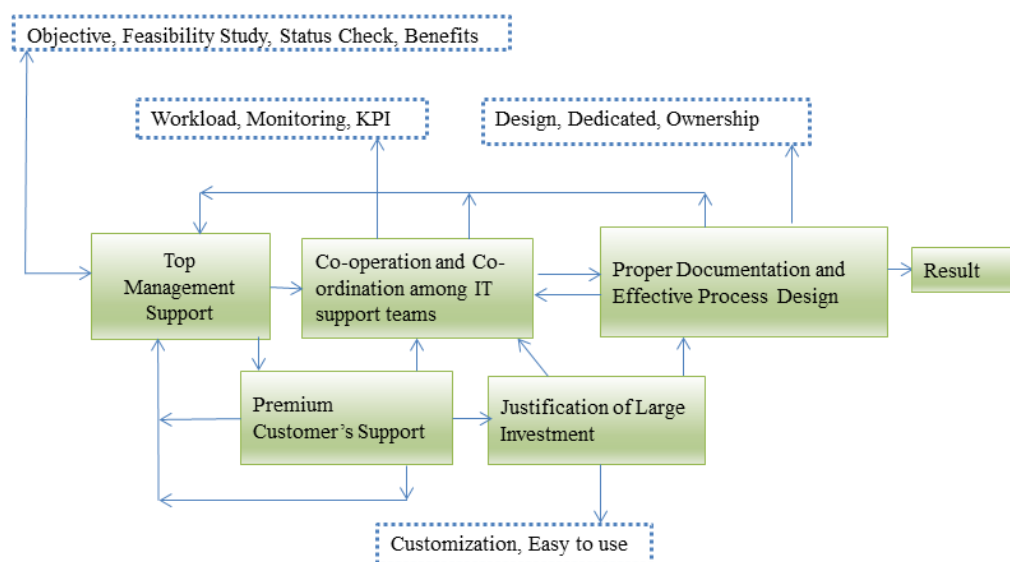 Objective, Feasibility Study, Status Check, Benefits
Workload, Monitoring, KPI
Design, Dedicated, Ownership
Top
Management
Support
Co-operation and Co-
ordination among IT
support teams
Proper Documentation and
Effective Process Design
Result
Premium
Customer’s Support
Justification of Large
Investment
Customization, Easy to use